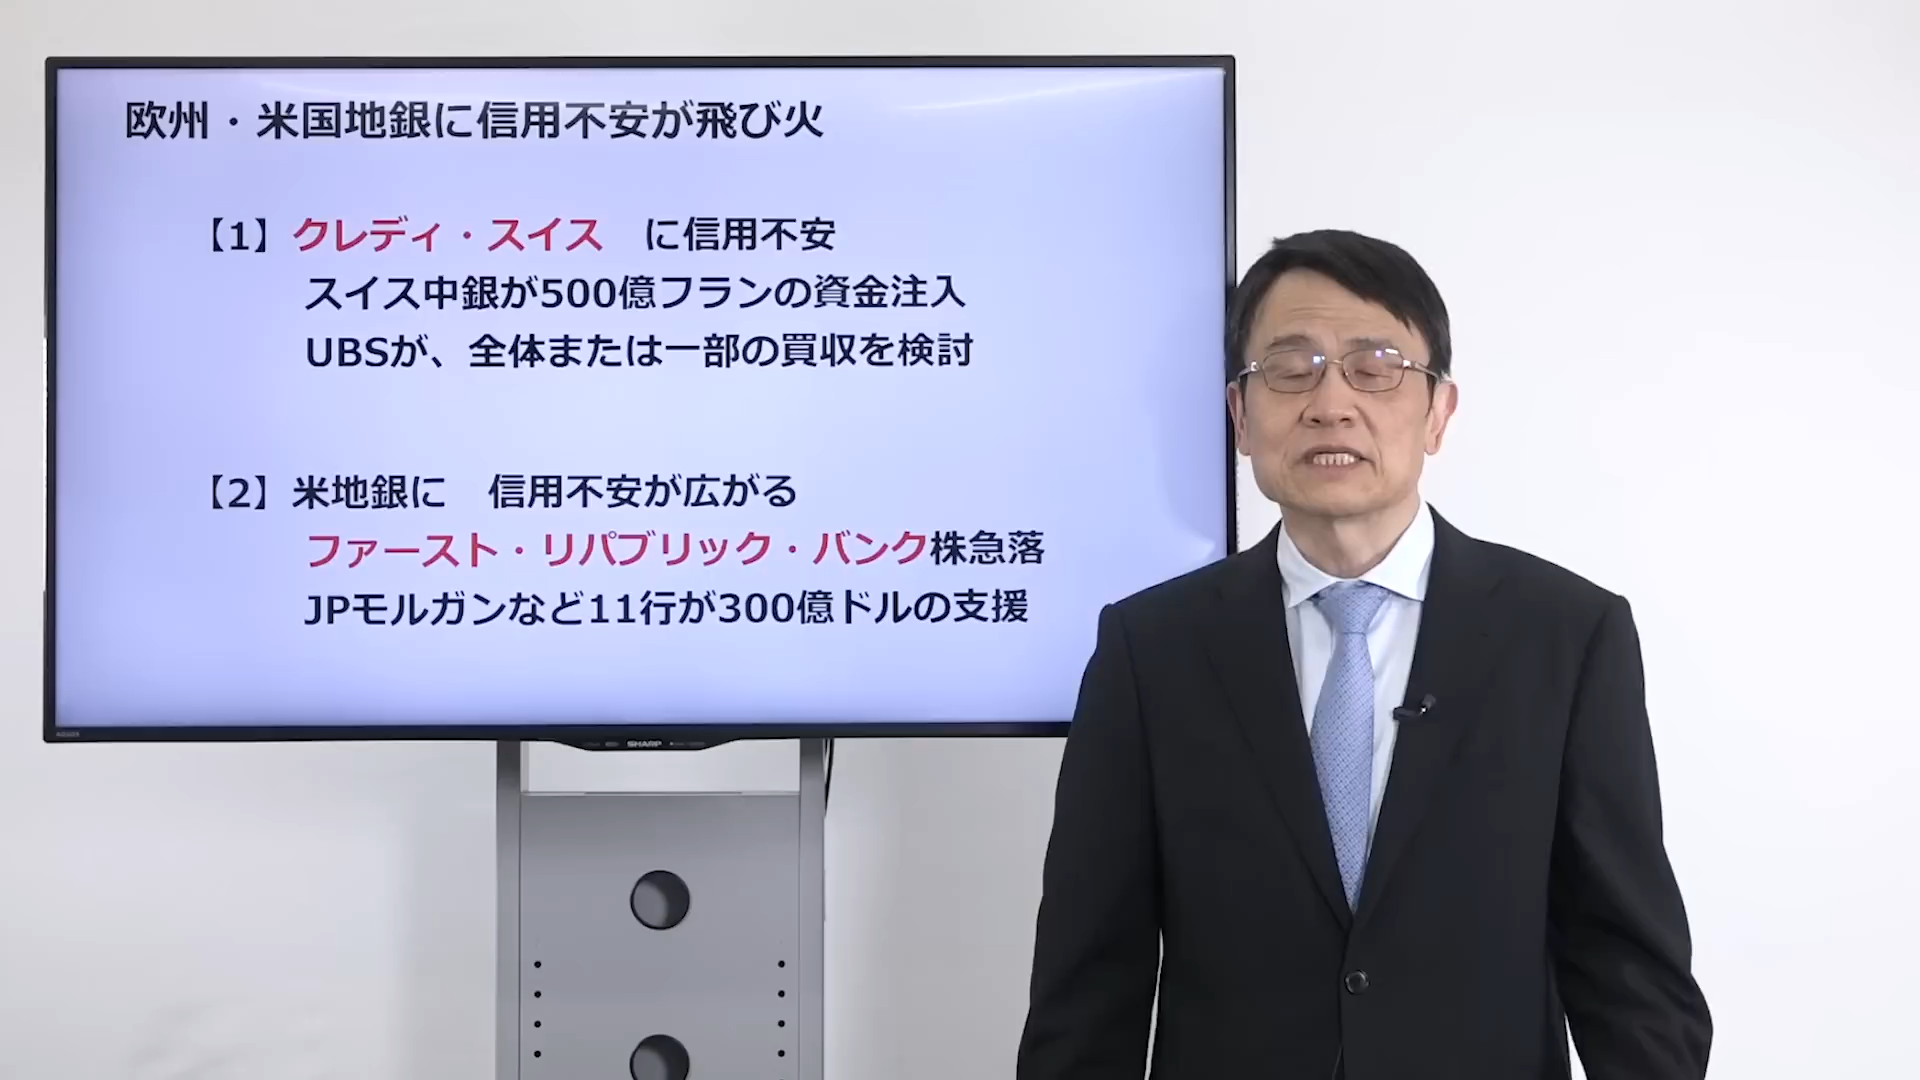 欧州・米国地銀に信用不安が飛び火
【1】クレディ・スイス　に信用不安
スイス中銀が500億フランの資金注入
UBSが、全体または一部の買収を検討
【2】米地銀に　信用不安が広がる
ファースト・リパブリック・バンク株急落
JPモルガンなど11行が300億ドルの支援
SHARP